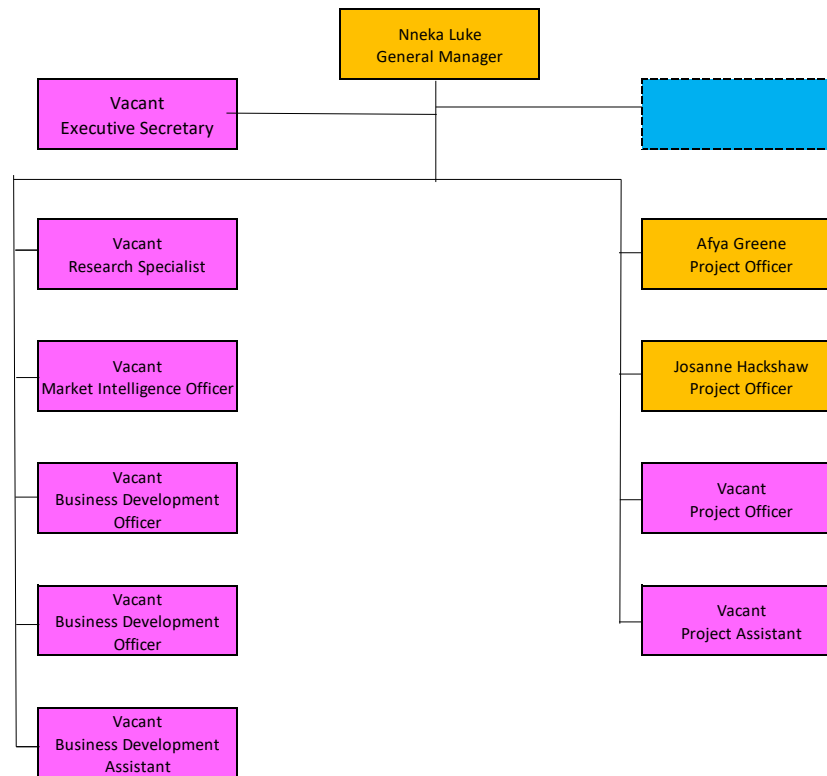 Nneka Luke
General Manager
Vacant
Executive Secretary
Vacant
Research Specialist
Vacant
Market Intelligence Officer
Vacant
Business Development
Officer
Vacant
Business Development
Officer
Vacant
Business Development
Assistant
Afya Greene
Project Officer
Josanne Hackshaw
Project Officer
Vacant
Project Officer
Vacant
Project Assistant